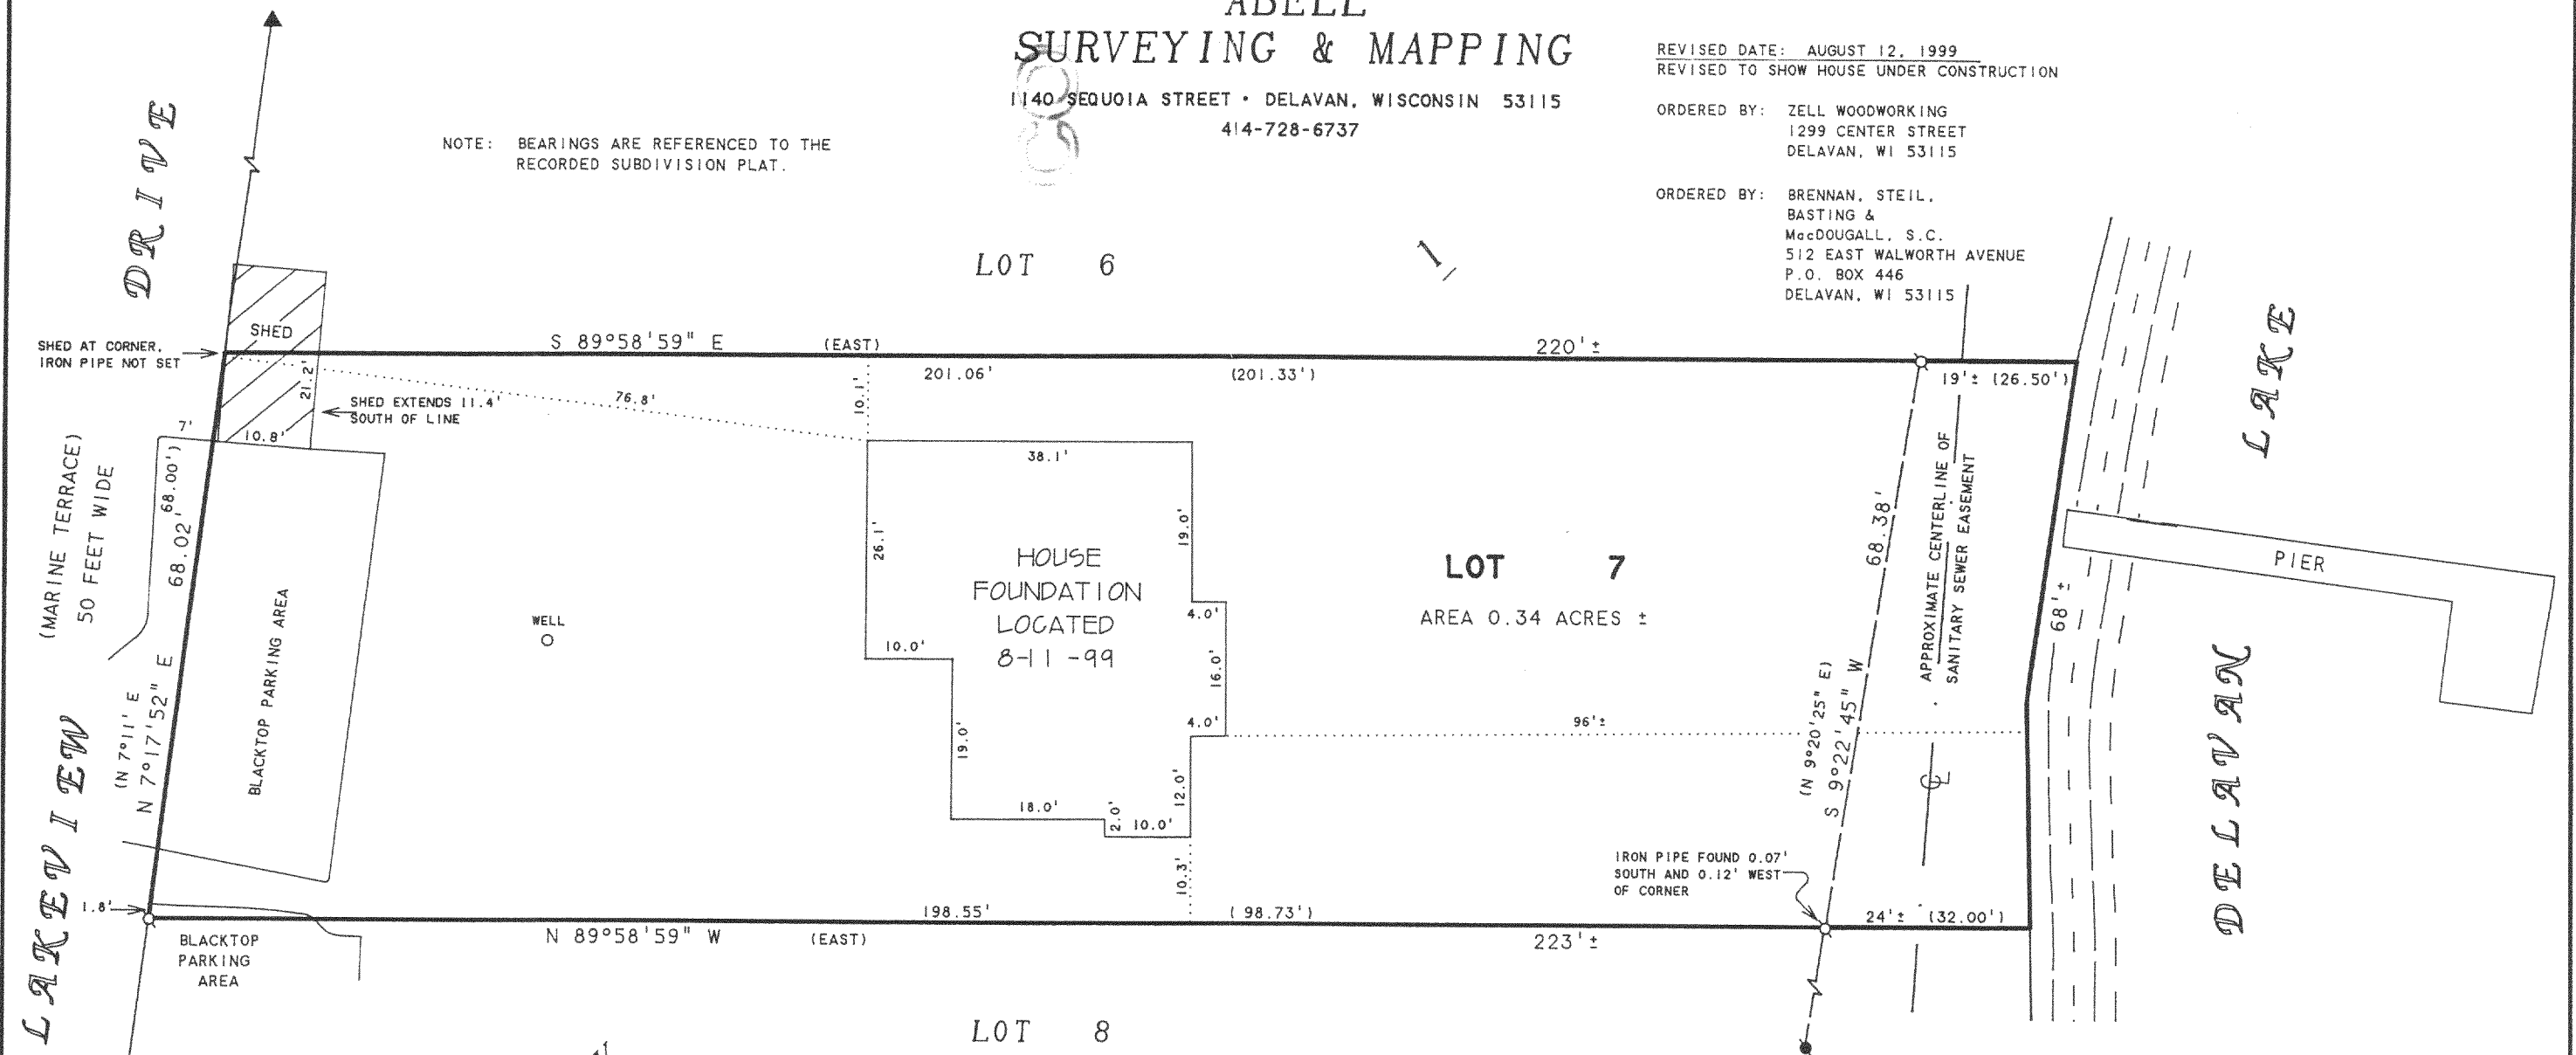 ABELL
SURVEYING & MAPPING
1140 SEQUOIA STREET • DELAVAN, WISCONSIN 53115
414-728-6737
REVISED DATE: AUGUST 12, 1999
REVISED TO SHOW HOUSE UNDER CONSTRUCTION
ORDERED BY: ZELL WOODWORKING
1299 CENTER STREET
DELAVAN, WI 53115
ORDERED BY: BRENNAN, STEIL,
BASTING &
MacDOUGALL, S.C.
512 EAST WALWORTH AVENUE
P.O. BOX 446
DELAVAN, WI 53115
NOTE: BEARINGS ARE REFERENCED TO THE
RECORDED SUBDIVISION PLAT.
LOT 6
SHED AT CORNER,
IRON PIPE NOT SET
SHED
21.2'
10.8'
7'
SHED EXTENDS 11.4'
SOUTH OF LINE
S 89°58'59" E (EAST) 220'±
201.06' (201.33')
19'± (26.50')
76.8'
10.1'
38.1'
26.1'
19.0'
4.0'
16.0'
4.0'
10.0'
19.0'
18.0'
2.0'
10.0'
12.0'
10.3'
HOUSE
FOUNDATION
LOCATED
8-11-99
WELL
LOT 7
AREA 0.34 ACRES ±
96'±
68.38'
(N 9°20'25" E)
S 9°22'45" W
APPROXIMATE CENTERLINE OF
SANITARY SEWER EASEMENT
CL
68'±
PIER
DELAVAN LAKE
LAKEVIEW DRIVE
(MARINE TERRACE)
50 FEET WIDE
(68.00')
68.02'
(N 7°11' E
N 7°17'52" E
BLACKTOP PARKING AREA
1.8'
BLACKTOP
PARKING
AREA
IRON PIPE FOUND 0.07'
SOUTH AND 0.12' WEST
OF CORNER
198.55' (98.73')
24'± (32.00')
N 89°58'59" W (EAST) 223'±
LOT 8